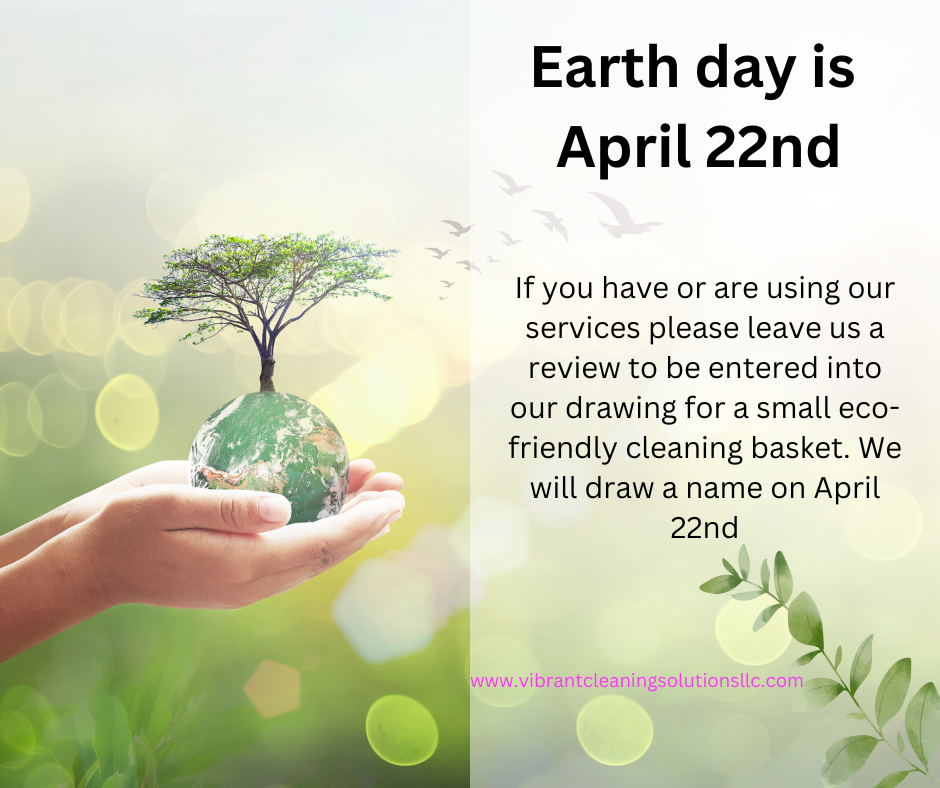 Earth day is
April 22nd
If you have or are using our
services please leave us a
review to be entered into
our drawing for a small eco-
friendly cleaning basket. We
will draw a name on April
22nd
www.vibrantcleaningsolutionsllc.com